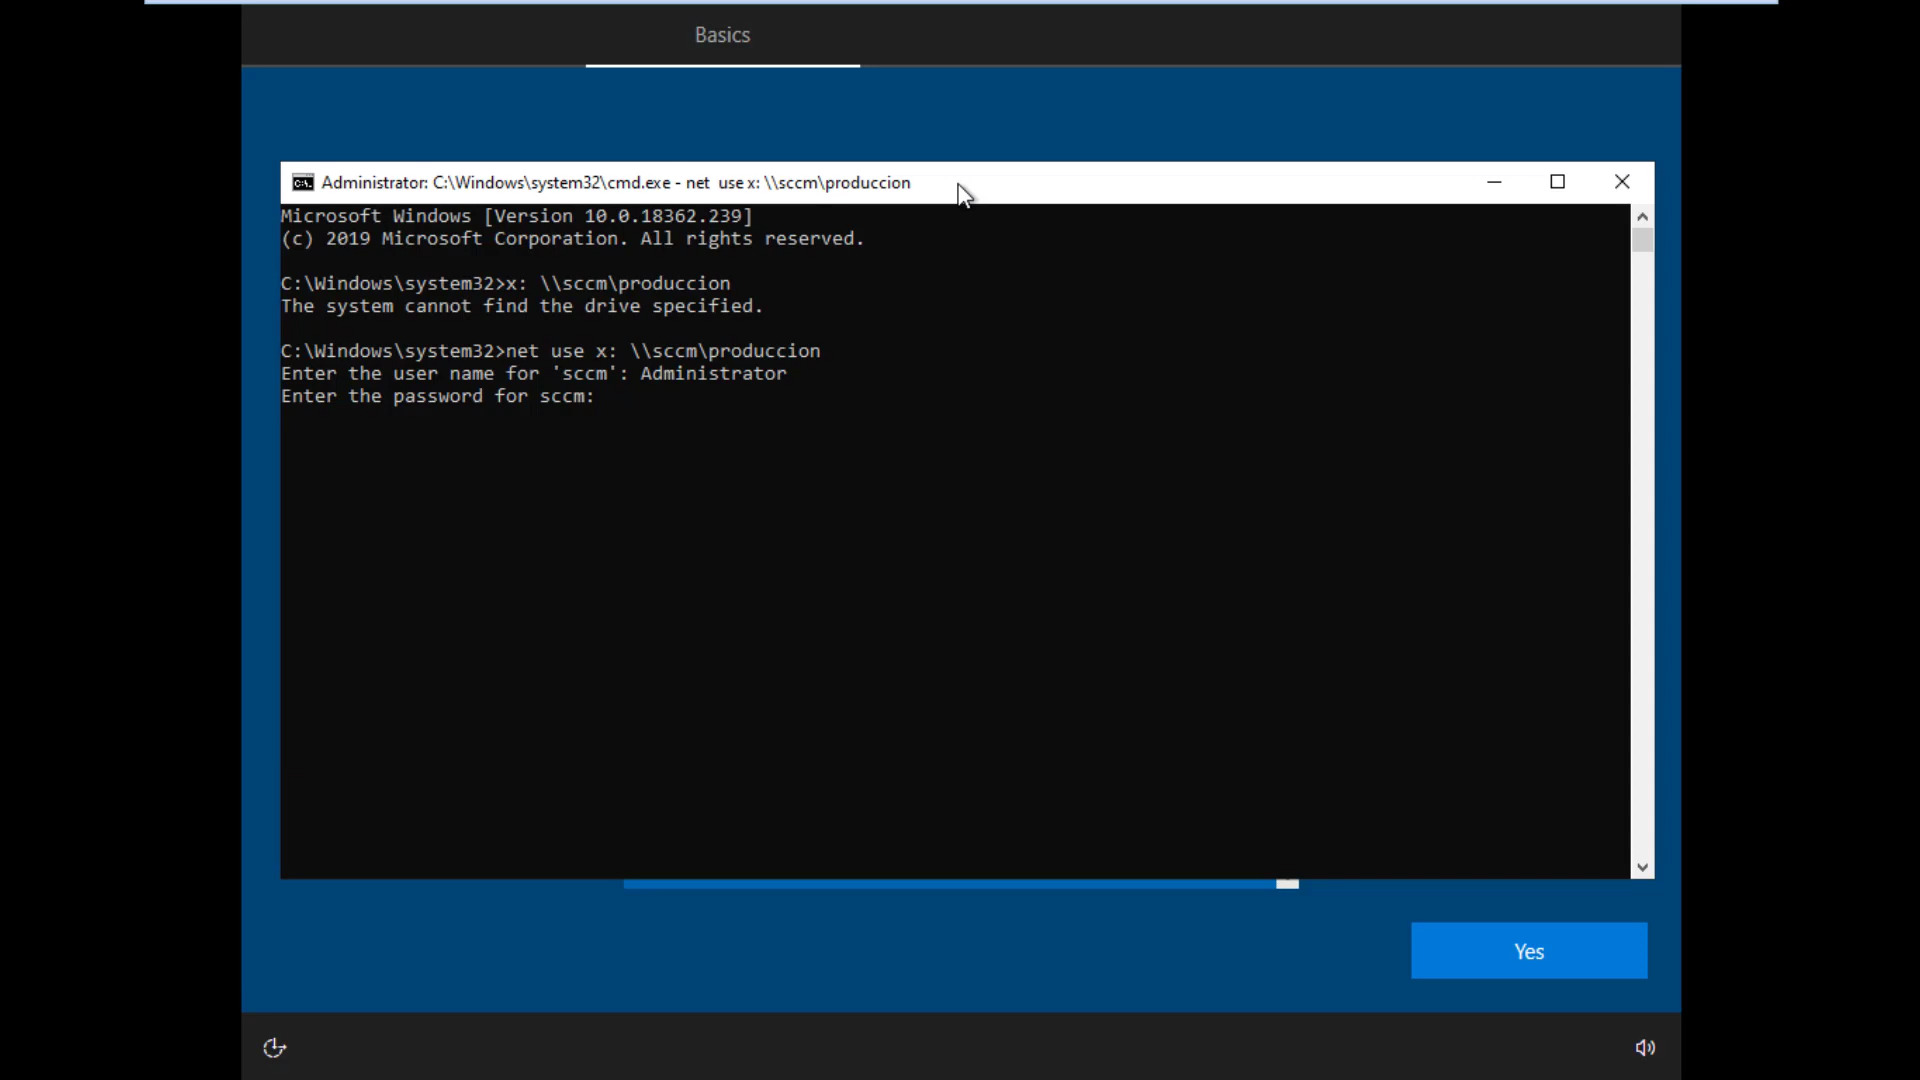 Basics
Administrator: C:\Windows\system32\cmd.exe - net  use x: \\sccm\produccion
Microsoft Windows [Version 10.0.18362.239]
(c) 2019 Microsoft Corporation. All rights reserved.
C:\Windows\system32>x: \\sccm\produccion
The system cannot find the drive specified.
C:\Windows\system32>net use x: \\sccm\produccion
Enter the user name for 'sccm': Administrator
Enter the password for sccm:
Yes